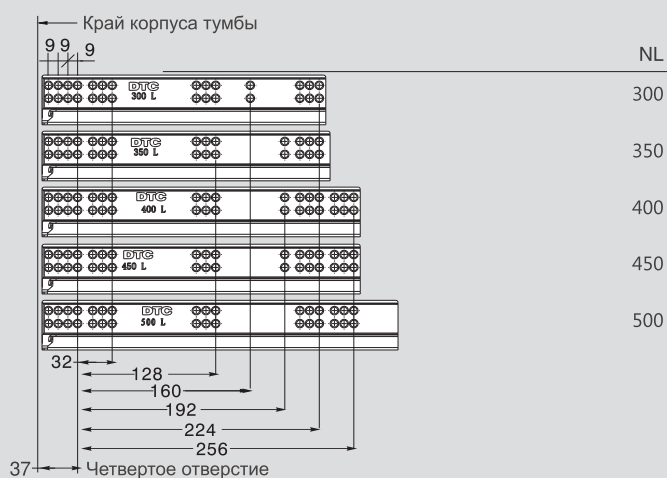 Край корпуса тумбы
9 9 9
NL
DTC
300 L
300
DTC
350 L
350
DTC
400 L
400
DTC
450 L
450
DTC
500 L
500
32
128
160
192
224
256
37
Четвертое отверстие